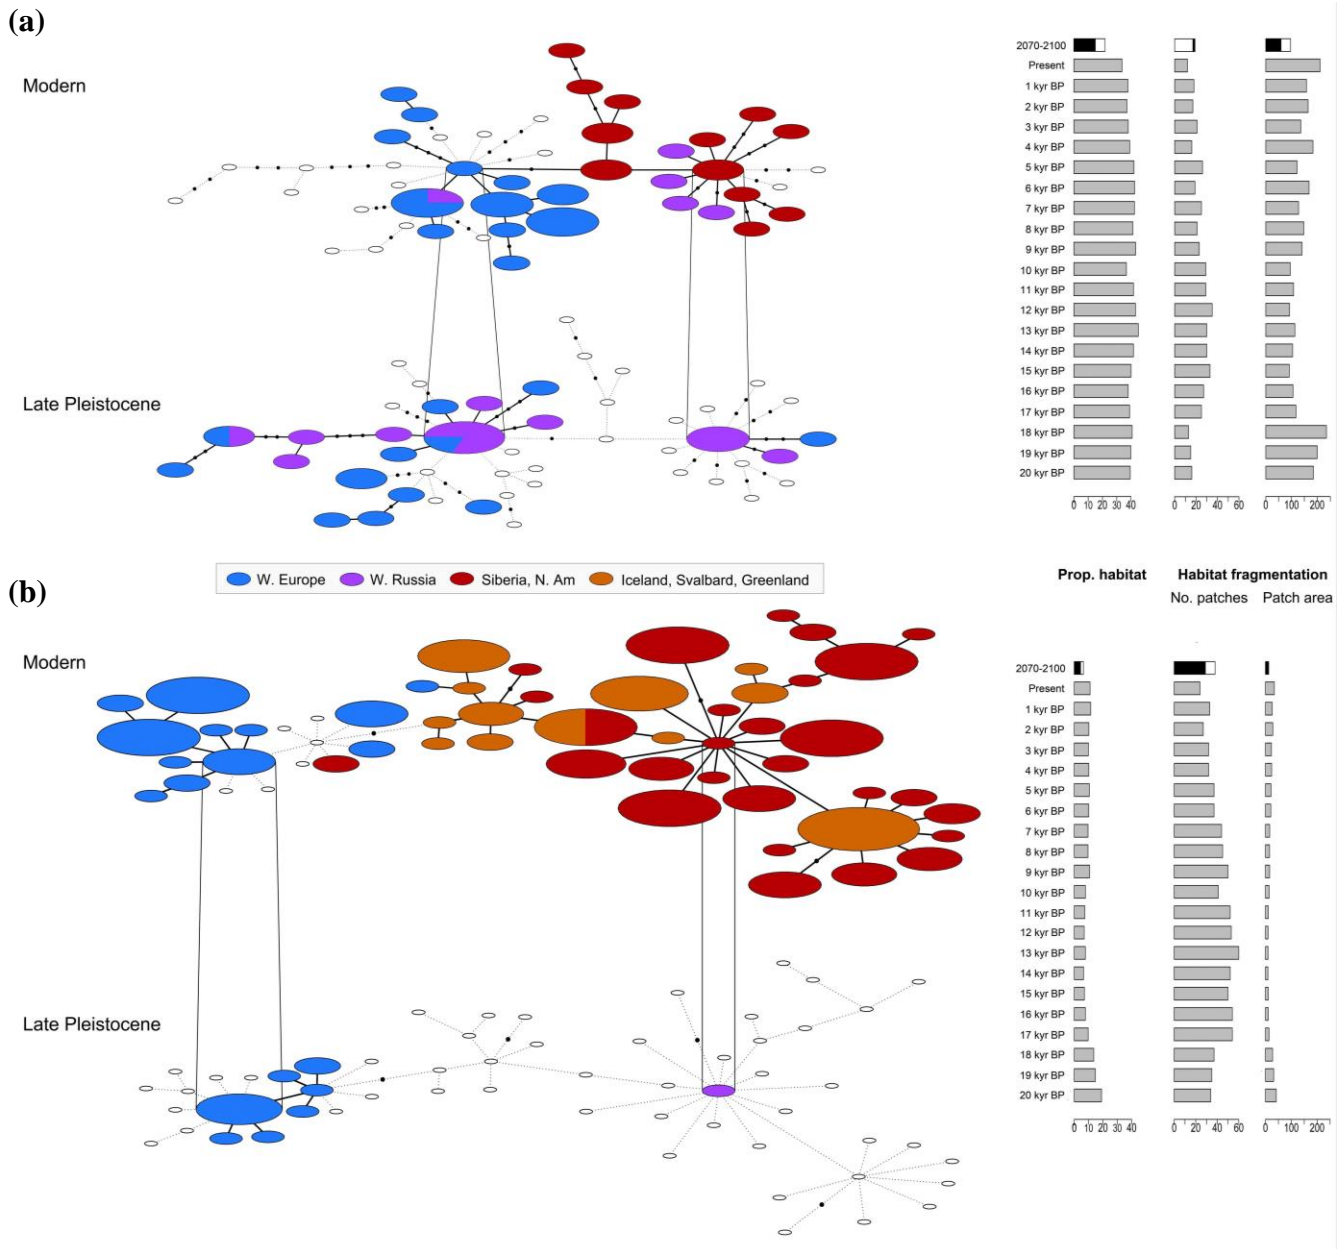 (a)
Modern
Late Pleistocene
2070-2100
Present
1 kyr BP
2 kyr BP
3 kyr BP
4 kyr BP
5 kyr BP
6 kyr BP
7 kyr BP
8 kyr BP
9 kyr BP
10 kyr BP
11 kyr BP
12 kyr BP
13 kyr BP
14 kyr BP
15 kyr BP
16 kyr BP
17 kyr BP
18 kyr BP
19 kyr BP
20 kyr BP
0 10 20 30 40 0 20 40 60 0 100 200
W. Europe W. Russia Siberia, N. Am Iceland, Svalbard, Greenland
Prop. habitat Habitat fragmentation
No. patches Patch area
(b)
Modern
Late Pleistocene
2070-2100
Present
1 kyr BP
2 kyr BP
3 kyr BP
4 kyr BP
5 kyr BP
6 kyr BP
7 kyr BP
8 kyr BP
9 kyr BP
10 kyr BP
11 kyr BP
12 kyr BP
13 kyr BP
14 kyr BP
15 kyr BP
16 kyr BP
17 kyr BP
18 kyr BP
19 kyr BP
20 kyr BP
0 10 20 30 40 0 20 40 60 0 100 200